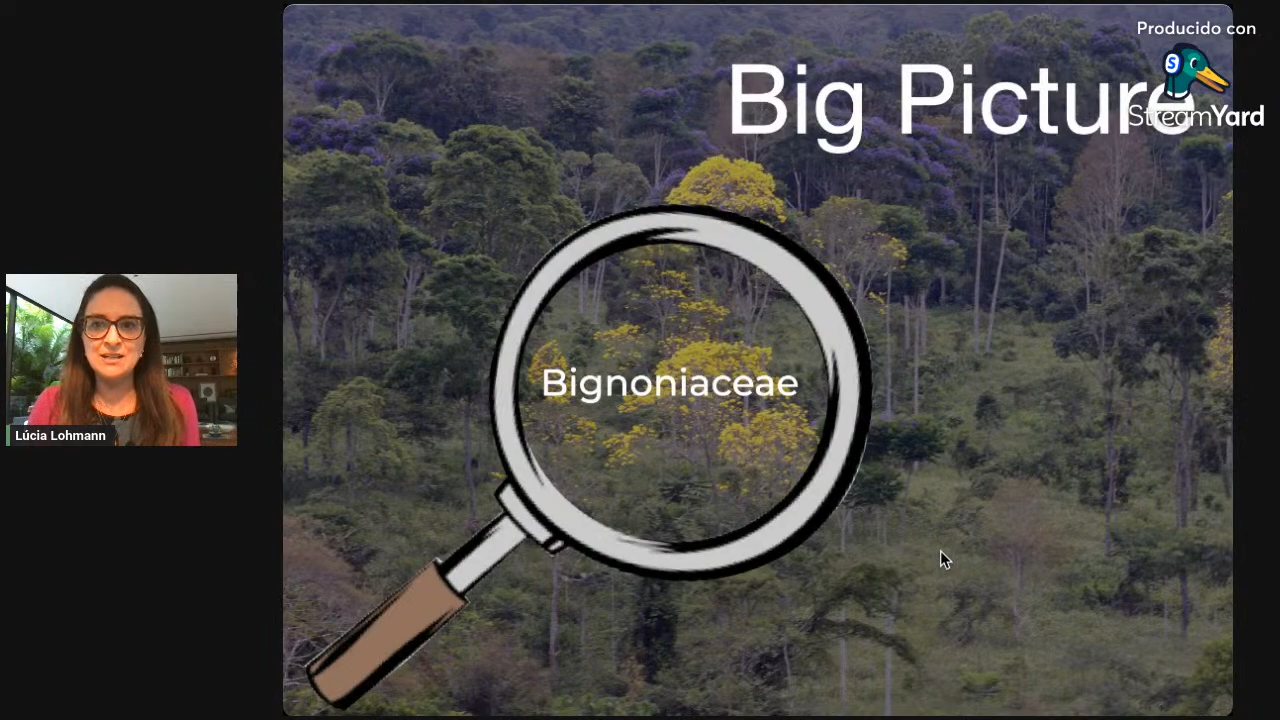 Producido con
StreamYard
Big Picture
Bignoniaceae
Lúcia Lohmann